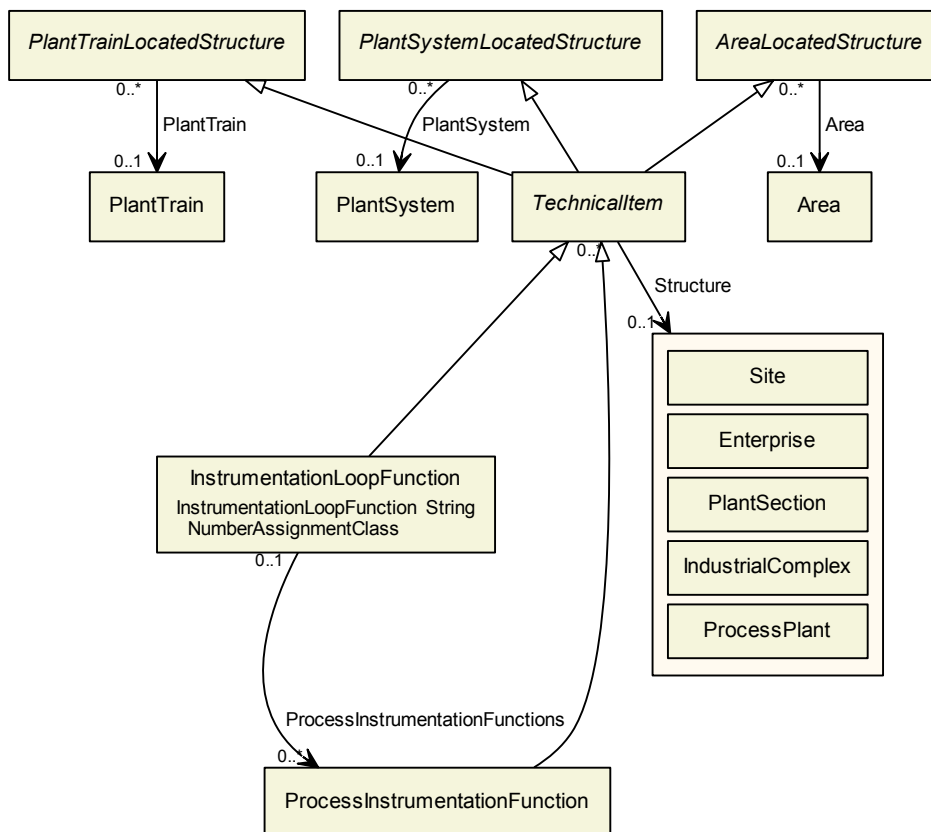 PlantTrainLocatedStructure
PlantSystemLocatedStructure
AreaLocatedStructure
0..*
0..*
0..*
PlantTrain
PlantSystem
Area
0..1
0..1
0..1
PlantTrain
PlantSystem
TechnicalItem
Area
0..*
Structure
0..1
Site
Enterprise
PlantSection
IndustrialComplex
ProcessPlant
InstrumentationLoopFunction
InstrumentationLoopFunction String
NumberAssignmentClass
0..1
ProcessInstrumentationFunctions
0..*
ProcessInstrumentationFunction